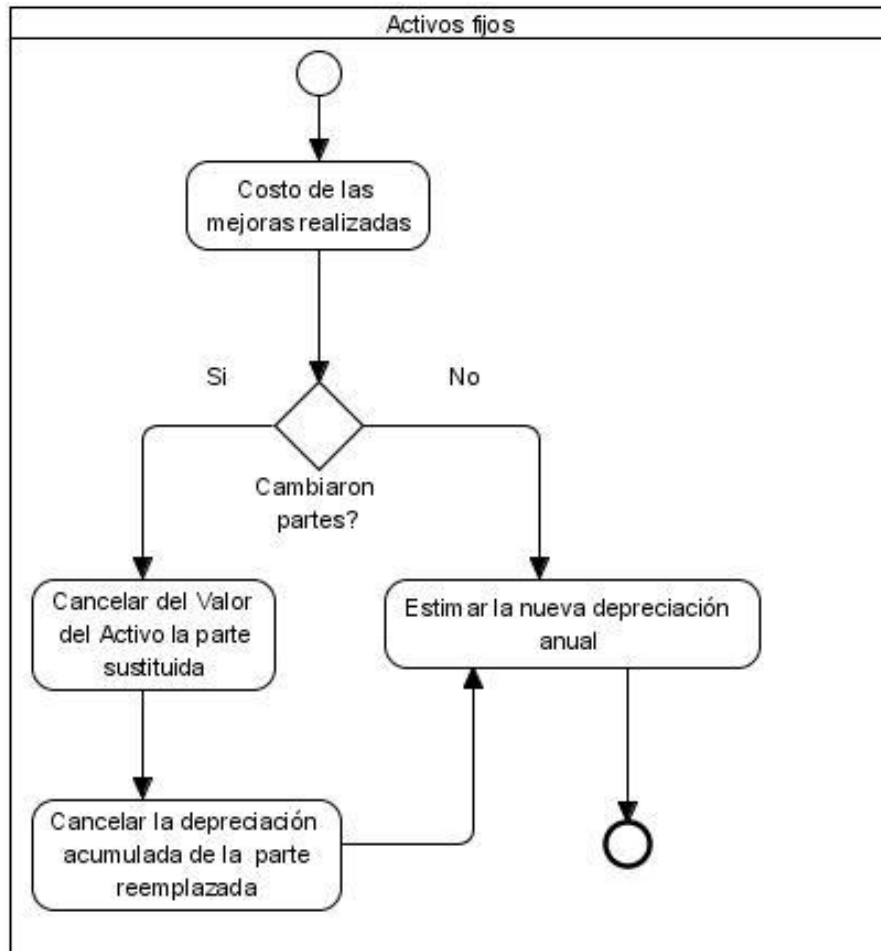 Activos fijos
Costo de las
mejoras realizadas
Si
No
Cambiaron
partes?
Cancelar del Valor
del Activo la parte
sustituida
Estimar la nueva depreciación
anual
Cancelar la depreciación
acumulada de la parte
reemplazada